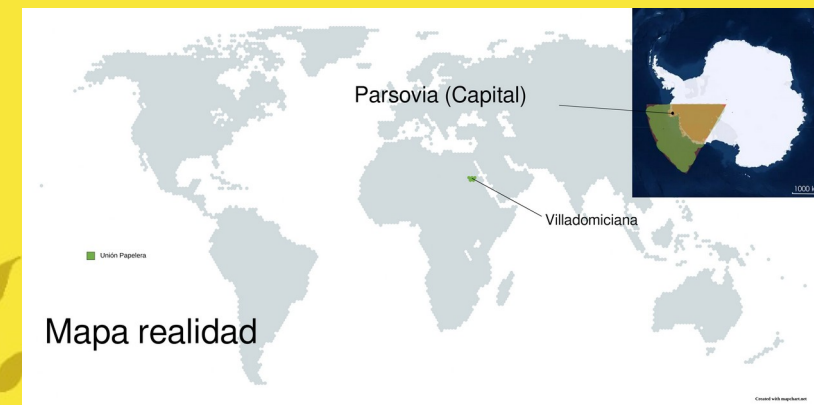 Parsovia (Capital)
1000 k
Villadomiciana
Unión Papelera
Mapa realidad
Created with mapchart.net